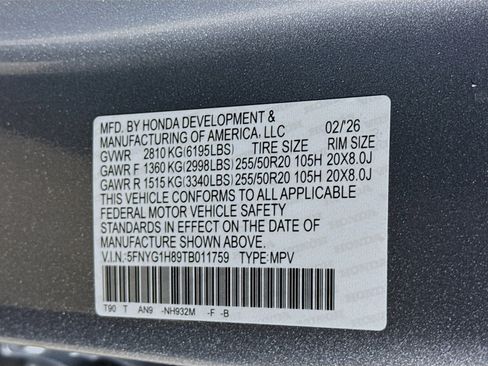 MFD. BY HONDA DEVELOPMENT &
MANUFACTURING OF AMERICA, LLC 02/26
GVWR 2810 KG(6195LBS) TIRE SIZE RIM SIZE
GAWR F 1360 KG(2998LBS) 255/50R20 105H 20X8.0J
GAWR R 1515 KG(3340LBS) 255/50R20 105H 20X8.0J
THIS VEHICLE CONFORMS TO ALL APPLICABLE
FEDERAL MOTOR VEHICLE SAFETY
STANDARDS IN EFFECT ON THE DATE OF
MANUFACTURE SHOWN ABOVE.
V.I.N.:5FNYG1H89TB011759 TYPE:MPV
T90 T AN9 -NH932M -F -B